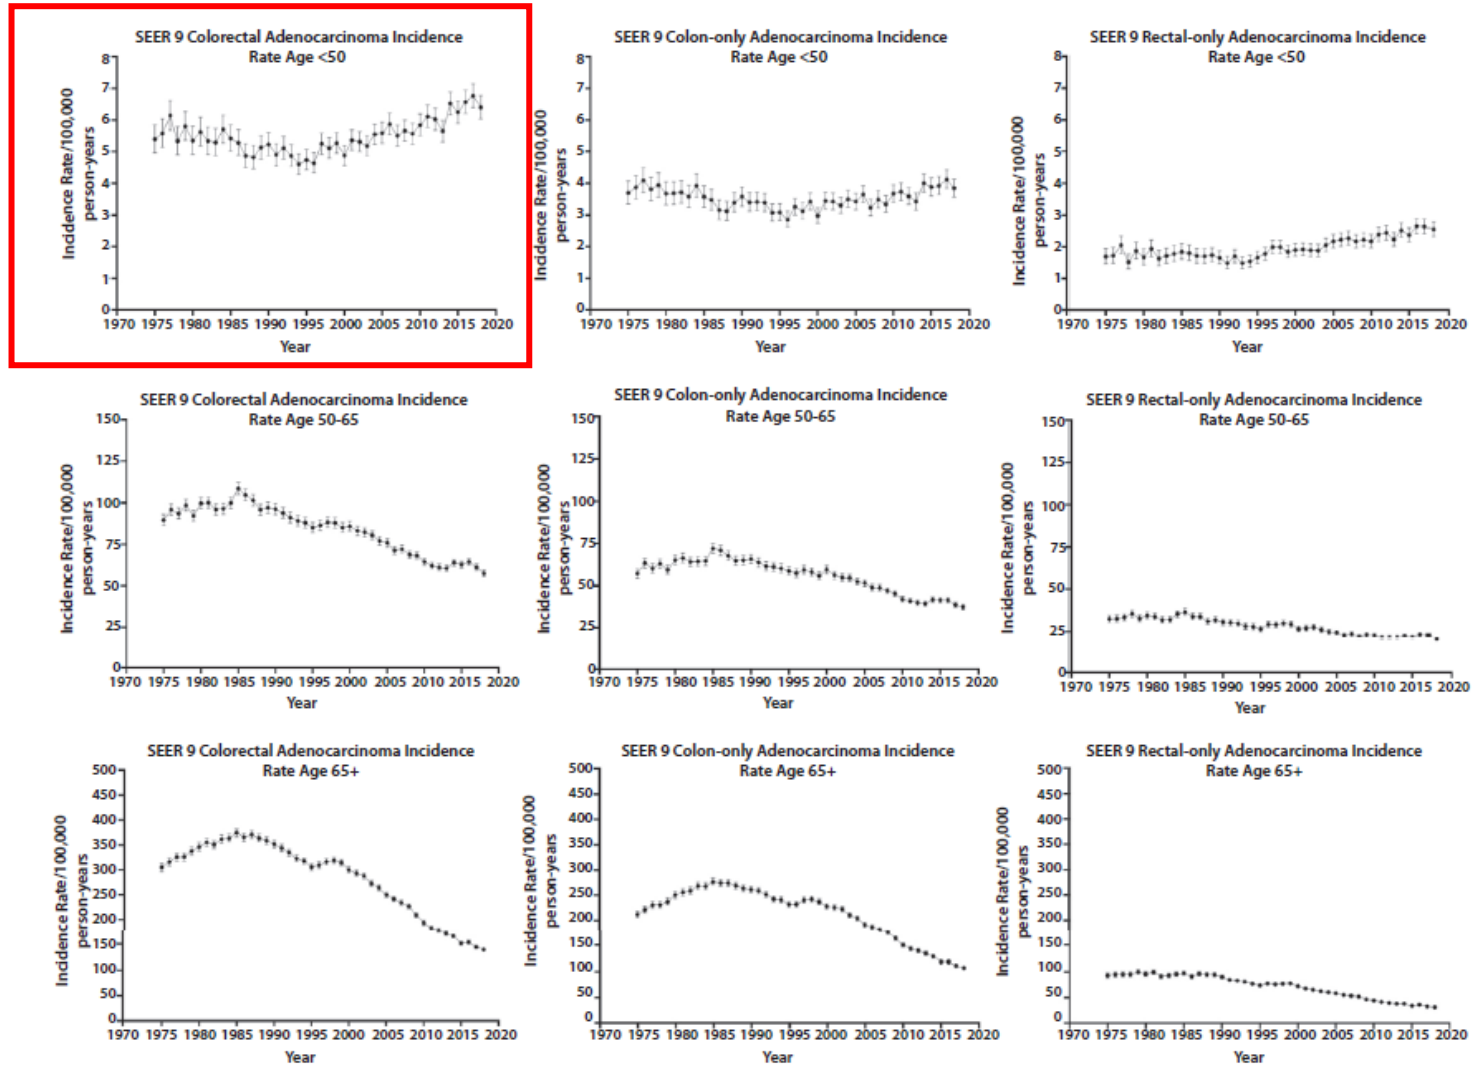 SEER 9 Colorectal Adenocarcinoma Incidence
Rate Age <50
Incidence Rate/100,000
person-years
8
7
6
5
4
3
2
1
0
1970 1975 1980 1985 1990 1995 2000 2005 2010 2015 2020
Year
SEER 9 Colon-only Adenocarcinoma Incidence
Rate Age <50
Incidence Rate/100,000
person-years
8
7
6
5
4
3
2
1
0
1970 1975 1980 1985 1990 1995 2000 2005 2010 2015 2020
Year
SEER 9 Rectal-only Adenocarcinoma Incidence
Rate Age <50
Incidence Rate/100,000
person-years
8
7
6
5
4
3
2
1
0
1970 1975 1980 1985 1990 1995 2000 2005 2010 2015 2020
Year
SEER 9 Colorectal Adenocarcinoma Incidence
Rate Age 50-65
Incidence Rate/100,000
person-years
150
125
100
75
50
25
0
1970 1975 1980 1985 1990 1995 2000 2005 2010 2015 2020
Year
SEER 9 Colon-only Adenocarcinoma Incidence
Rate Age 50-65
Incidence Rate/100,000
person-years
150
125
100
75
50
25
0
1970 1975 1980 1985 1990 1995 2000 2005 2010 2015 2020
Year
SEER 9 Rectal-only Adenocarcinoma Incidence
Rate Age 50-65
Incidence Rate/100,000
person-years
150
125
100
75
50
25
0
1970 1975 1980 1985 1990 1995 2000 2005 2010 2015 2020
Year
SEER 9 Colorectal Adenocarcinoma Incidence
Rate Age 65+
Incidence Rate/100,000
person-years
500
450
400
350
300
250
200
150
100
50
0
1970 1975 1980 1985 1990 1995 2000 2005 2010 2015 2020
Year
SEER 9 Colon-only Adenocarcinoma Incidence
Rate Age 65+
Incidence Rate/100,000
person-years
500
450
400
350
300
250
200
150
100
50
0
1970 1975 1980 1985 1990 1995 2000 2005 2010 2015 2020
Year
SEER 9 Rectal-only Adenocarcinoma Incidence
Rate Age 65+
Incidence Rate/100,000
person-years
500
450
400
350
300
250
200
150
100
50
0
1970 1975 1980 1985 1990 1995 2000 2005 2010 2015 2020
Year